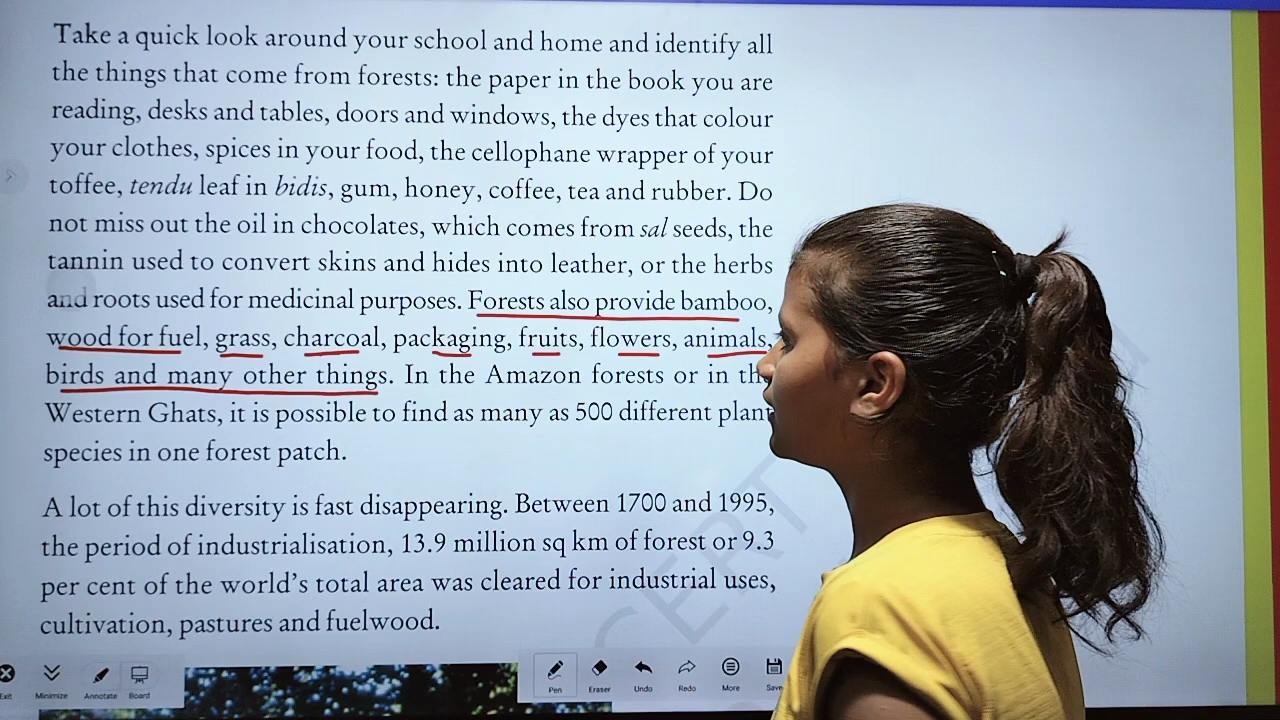 Take a quick look around your school and home and identify all
the things that come from forests: the paper in the book you are
reading, desks and tables, doors and windows, the dyes that colour
your clothes, spices in your food, the cellophane wrapper of your
toffee, tendu leaf in bidis, gum, honey, coffee, tea and rubber. Do
not miss out the oil in chocolates, which comes from sal seeds, the
tannin used to convert skins and hides into leather, or the herbs
and roots used for medicinal purposes. Forests also provide bamboo,
wood for fuel, grass, charcoal, packaging, fruits, flowers, animals,
birds and many other things. In the Amazon forests or in the
Western Ghats, it is possible to find as many as 500 different plant
species in one forest patch.
A lot of this diversity is fast disappearing. Between 1700 and 1995,
the period of industrialisation, 13.9 million sq km of forest or 9.3
per cent of the world's total area was cleared for industrial uses,
cultivation, pastures and fuelwood.
Exit Minimize Annotate Board Pen Eraser Undo Redo More Save